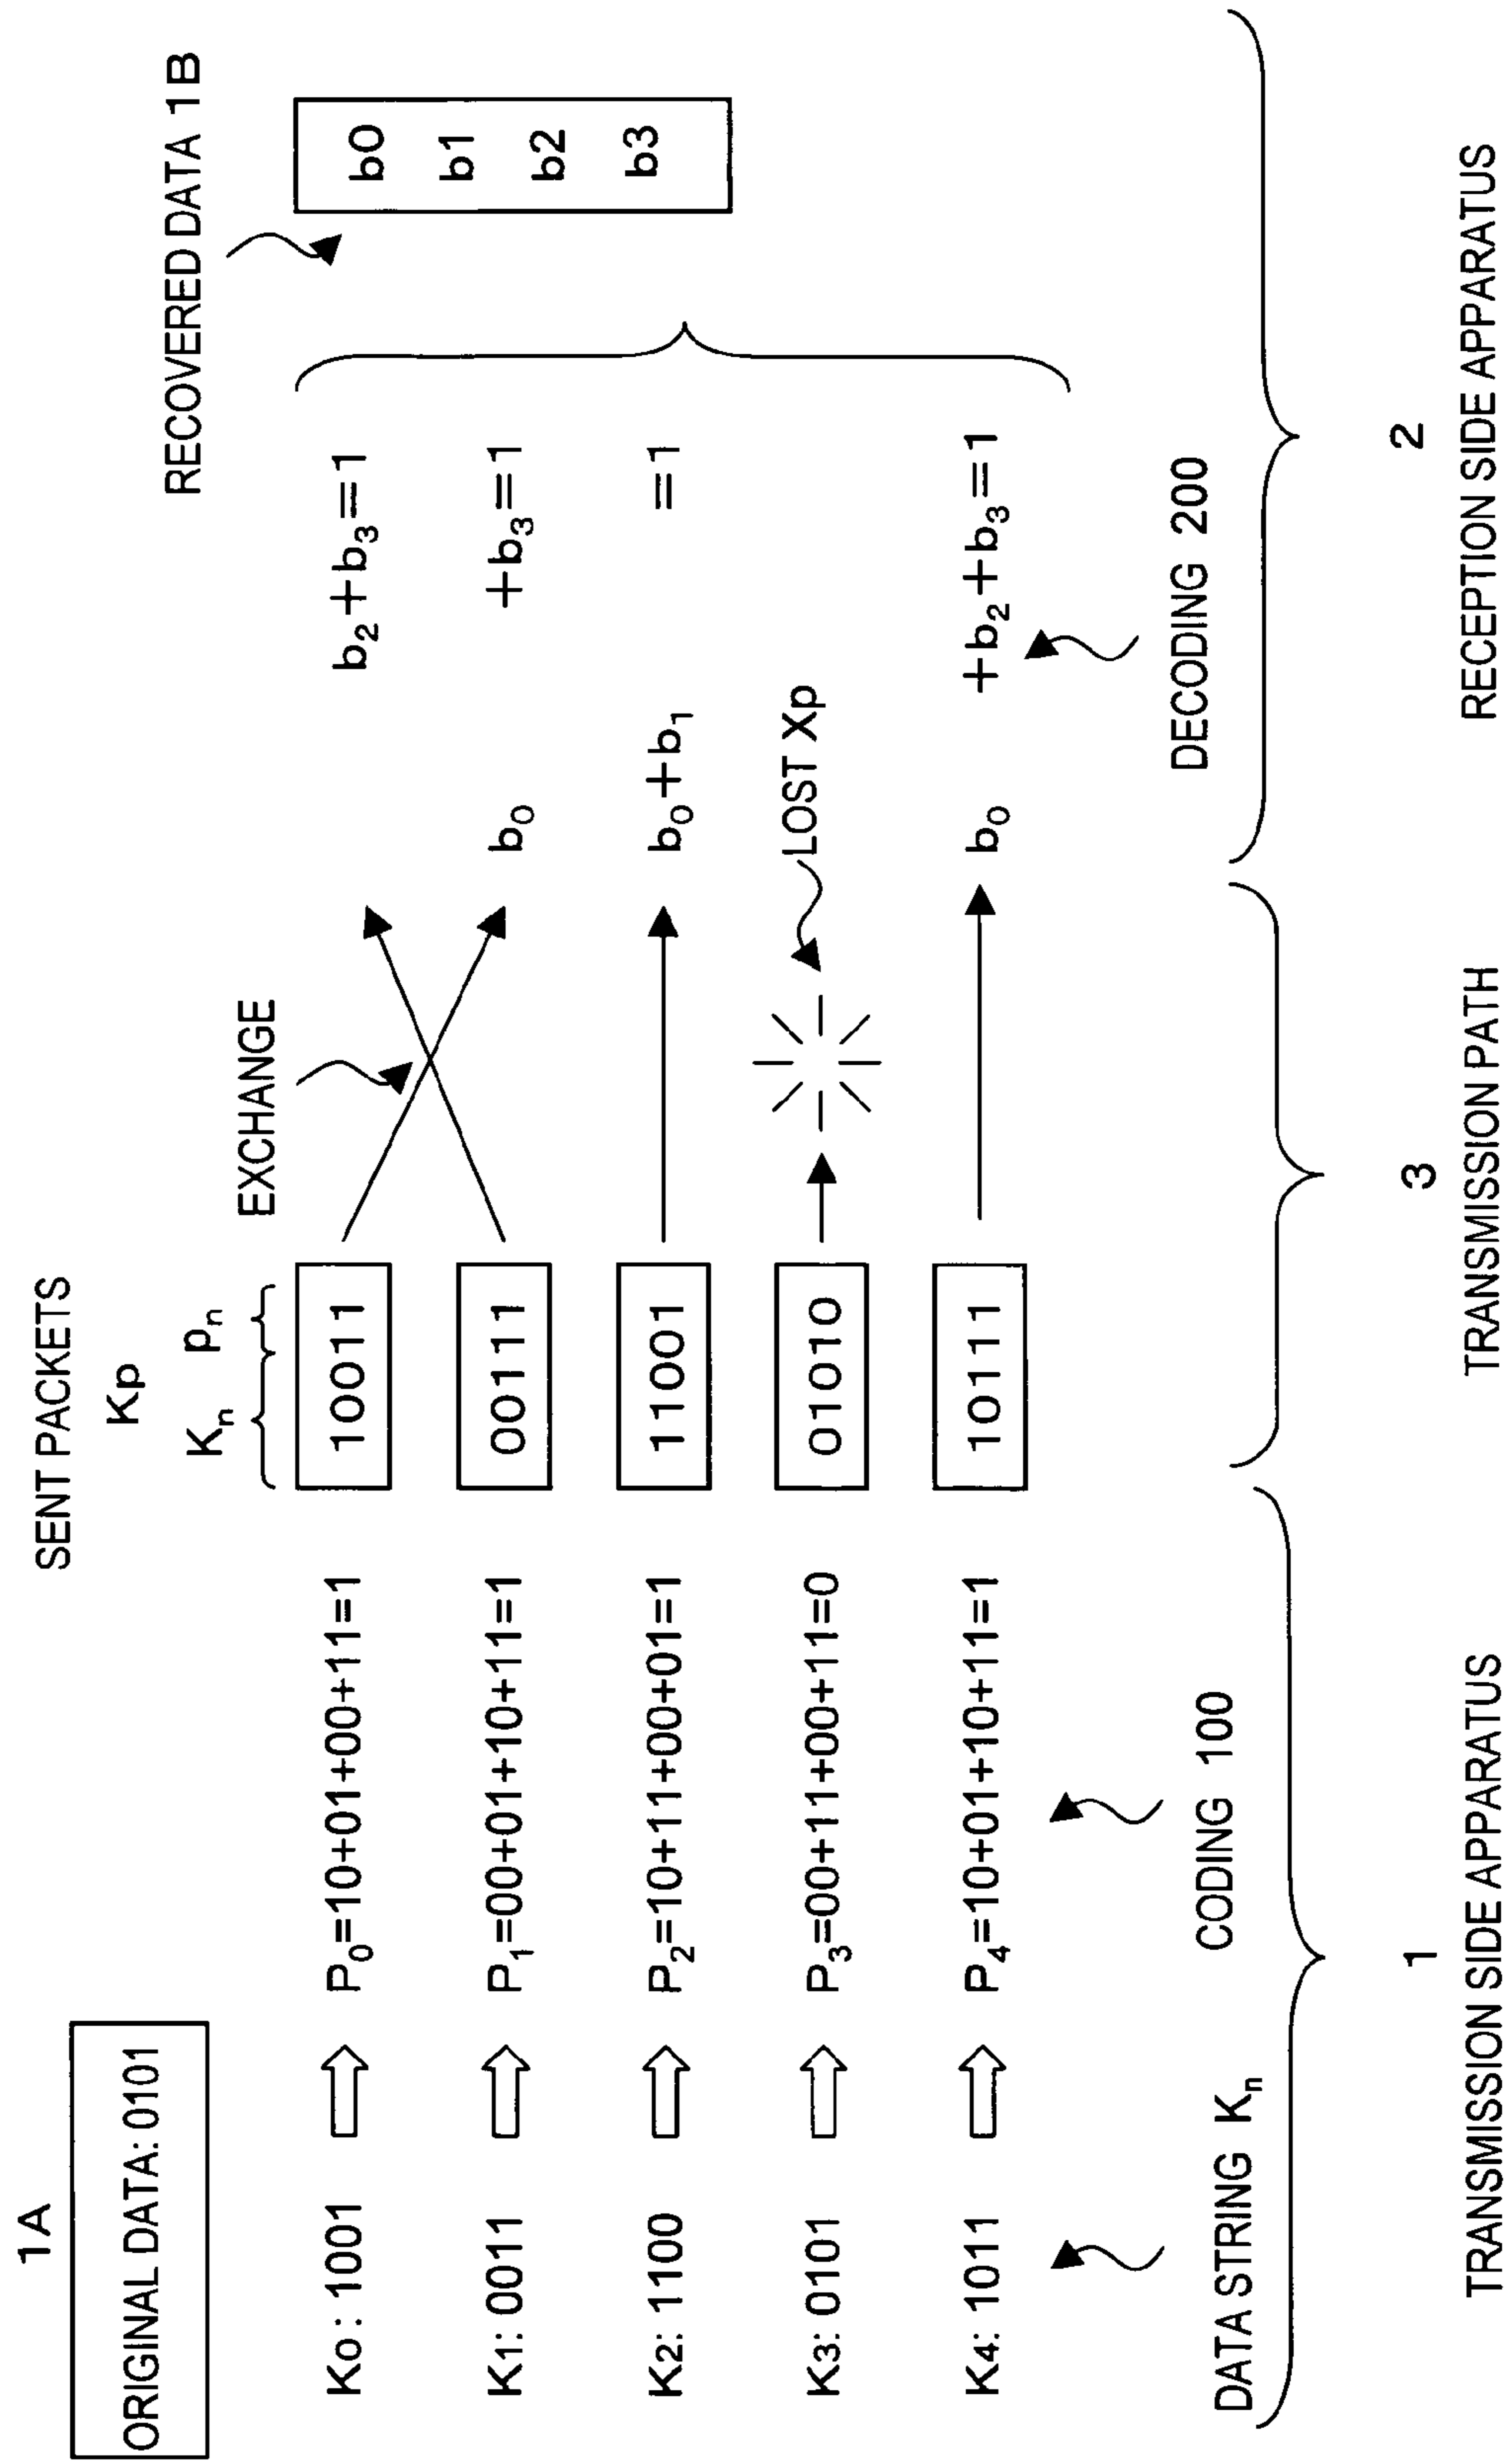 1A
ORIGINAL DATA: 0101
SENT PACKETS
Kp
Kn pn
RECOVERED DATA 1B
EXCHANGE
K0: 1001 P0=10+01+00+11=1 10011 b2+b3=1 b0
K1: 0011 P1=00+01+10+11=1 00111 b0 +b3=1 b1
K2: 1100 P2=10+11+00+01=1 11001 b0+b1 =1 b2
b3
K3: 0101 P3=00+11+00+11=0 01010 LOST Xp
K4: 1011 P4=10+01+10+11=1 10111 b0 +b2+b3=1
DATA STRING Kn CODING 100 DECODING 200
1 3 2
TRANSMISSION SIDE APPARATUS TRANSMISSION PATH RECEPTION SIDE APPARATUS